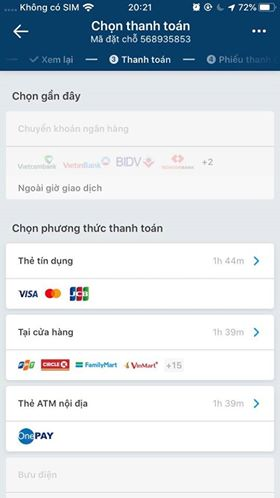 Không có SIM 20:21 72%
Chọn thanh toán
Mã đặt chỗ 568935853
Xem lại 3 Thanh toán 4 Phiếu thanh
Chọn gần đây
Chuyển khoản ngân hàng
Vietcombank VietinBank BIDV TECHCOMBANK +2
Ngoài giờ giao dịch
Chọn phương thức thanh toán
Thẻ tín dụng 1h 44m
VISA JCB
Tại cửa hàng 1h 39m
FPT CIRCLE K FamilyMart VinMart +15
Thẻ ATM nội địa 1h 39m
OnePAY
Bưu điện